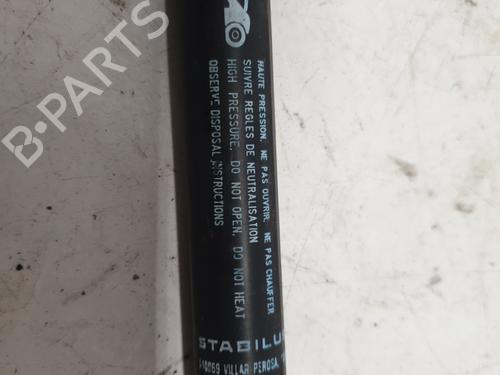 HAUTE PRESSION. NE PAS OUVRIR. NE PAS CHAUFFER
SUIVRE REGLES DE NEUTRALISATION
HIGH PRESSURE. DO NOT OPEN. DO NOT HEAT
OBSERVE DISPOSAL INSTRUCTIONS
VILLAR PEROSA
B-Parts